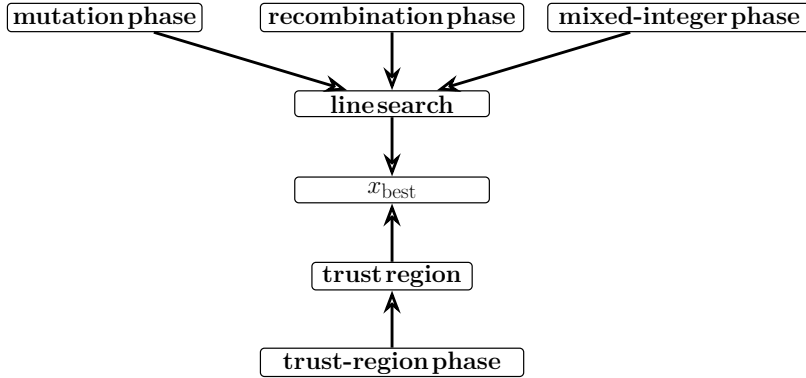 mutation phase
recombination phase
mixed-integer phase
line search
x_best
trust region
trust-region phase